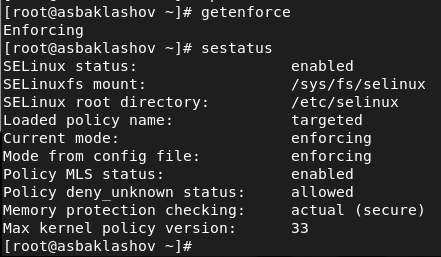 [root@asbaklashov ~]# getenforce
Enforcing
[root@asbaklashov ~]# sestatus
SELinux status:                 enabled
SELinuxfs mount:                /sys/fs/selinux
SELinux root directory:         /etc/selinux
Loaded policy name:             targeted
Current mode:                   enforcing
Mode from config file:          enforcing
Policy MLS status:              enabled
Policy deny_unknown status:     allowed
Memory protection checking:     actual (secure)
Max kernel policy version:      33
[root@asbaklashov ~]#